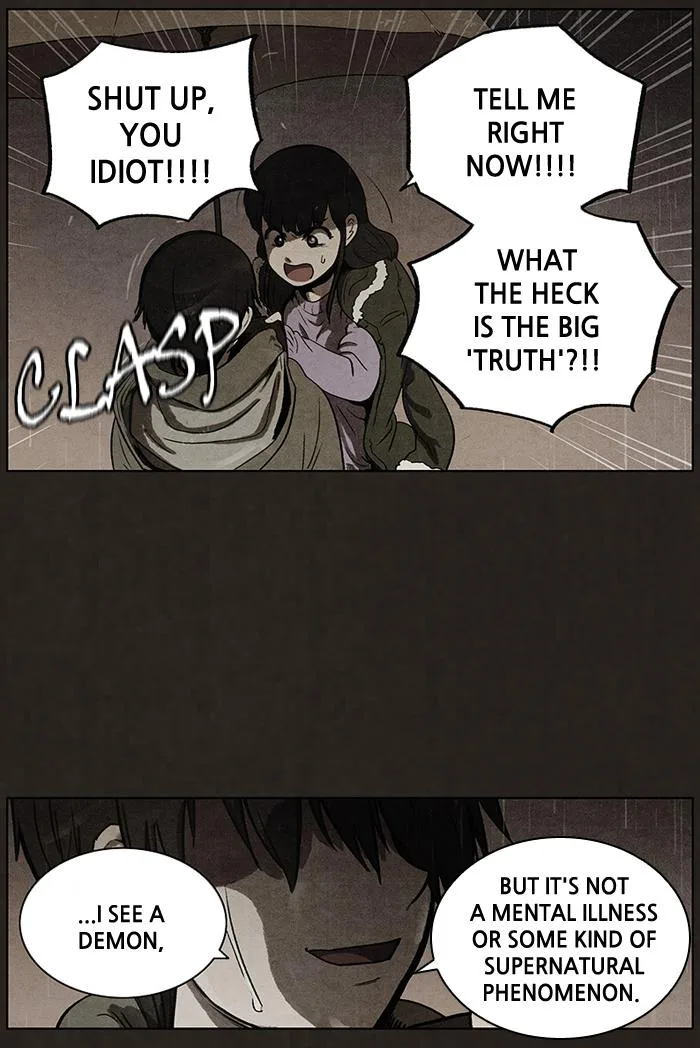 SHUT UP,
YOU
IDIOT!!!!
TELL ME
RIGHT
NOW!!!!
WHAT
THE HECK
IS THE BIG
'TRUTH'?!!
CLASP
...I SEE A
DEMON,
BUT IT'S NOT
A MENTAL ILLNESS
OR SOME KIND OF
SUPERNATURAL
PHENOMENON.